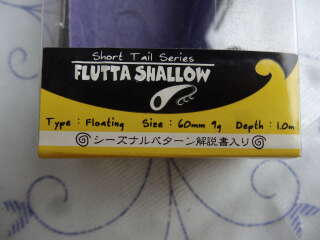 Short Tail Series
FLUTTA SHALLOW
Type : Floating Size : 60mm 9g Depth : 1.0m
シーズナルパターン解説書入り